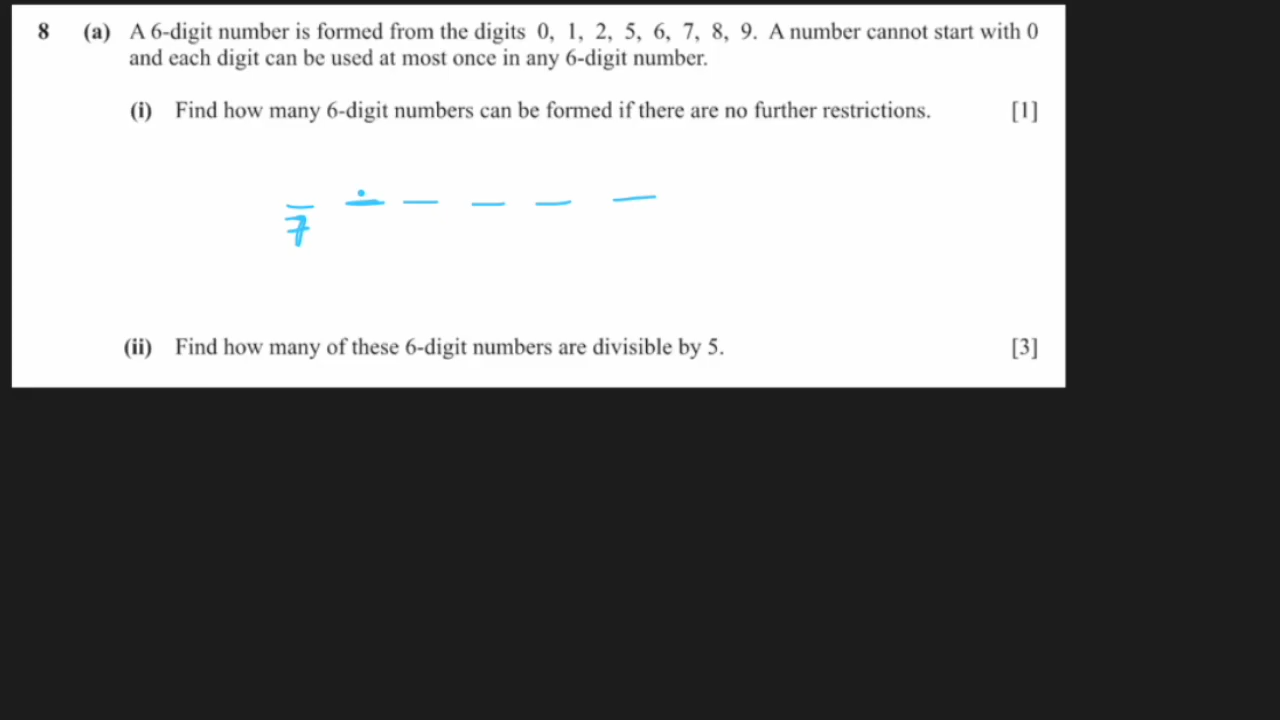 8 (a) A 6-digit number is formed from the digits 0, 1, 2, 5, 6, 7, 8, 9. A number cannot start with 0
and each digit can be used at most once in any 6-digit number.
(i) Find how many 6-digit numbers can be formed if there are no further restrictions. [1]
7
(ii) Find how many of these 6-digit numbers are divisible by 5. [3]